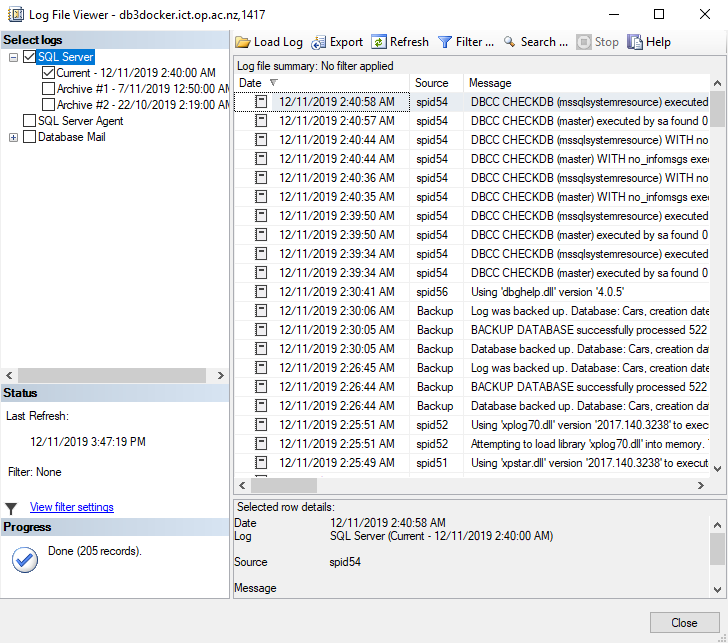 Log File Viewer - db3docker.ict.op.ac.nz,1417
Select logs
SQL Server
Current - 12/11/2019 2:40:00 AM
Archive #1 - 7/11/2019 12:50:00 AM
Archive #2 - 22/10/2019 2:19:00 AM
SQL Server Agent
Database Mail
Status
Last Refresh:
12/11/2019 3:47:19 PM
Filter: None
View filter settings
Progress
Done (205 records).
Load Log Export Refresh Filter ... Search ... Stop Help
Log file summary: No filter applied
Date Source Message
12/11/2019 2:40:58 AM spid54 DBCC CHECKDB (mssqlsystemresource) executed
12/11/2019 2:40:57 AM spid54 DBCC CHECKDB (master) executed by sa found 0
12/11/2019 2:40:44 AM spid54 DBCC CHECKDB (mssqlsystemresource) WITH no
12/11/2019 2:40:44 AM spid54 DBCC CHECKDB (master) WITH no_infomsgs exe
12/11/2019 2:40:36 AM spid54 DBCC CHECKDB (mssqlsystemresource) WITH no
12/11/2019 2:40:35 AM spid54 DBCC CHECKDB (master) WITH no_infomsgs exe
12/11/2019 2:39:50 AM spid54 DBCC CHECKDB (mssqlsystemresource) executed
12/11/2019 2:39:50 AM spid54 DBCC CHECKDB (master) executed by sa found 0
12/11/2019 2:39:34 AM spid54 DBCC CHECKDB (mssqlsystemresource) executed
12/11/2019 2:39:34 AM spid54 DBCC CHECKDB (master) executed by sa found 0
12/11/2019 2:30:41 AM spid56 Using 'dbghelp.dll' version '4.0.5'
12/11/2019 2:30:06 AM Backup Log was backed up. Database: Cars, creation date
12/11/2019 2:30:05 AM Backup BACKUP DATABASE successfully processed 522
12/11/2019 2:30:05 AM Backup Database backed up. Database: Cars, creation date
12/11/2019 2:26:45 AM Backup Log was backed up. Database: Cars, creation date
12/11/2019 2:26:44 AM Backup BACKUP DATABASE successfully processed 522
12/11/2019 2:26:44 AM Backup Database backed up. Database: Cars, creation date
12/11/2019 2:25:51 AM spid52 Using 'xplog70.dll' version '2017.140.3238' to exec
12/11/2019 2:25:51 AM spid52 Attempting to load library 'xplog70.dll' into memory.
12/11/2019 2:25:49 AM spid51 Using 'xpstar.dll' version '2017.140.3238' to execut
Selected row details:
Date 12/11/2019 2:40:58 AM
Log SQL Server (Current - 12/11/2019 2:40:00 AM)
Source spid54
Message
Close